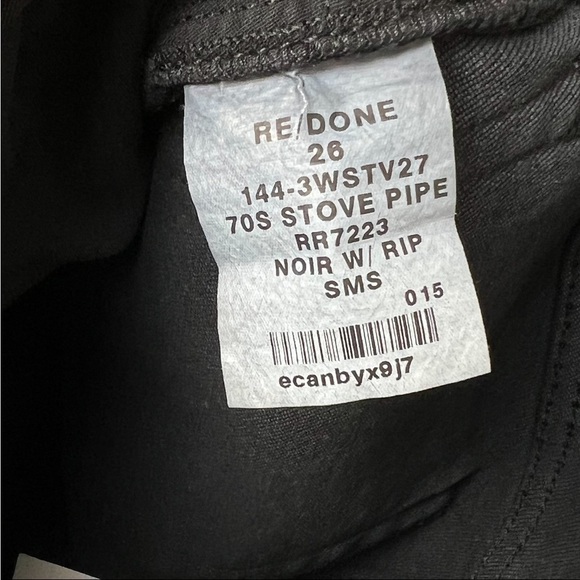 RE/DONE
26
144-3WSTV27
70S STOVE PIPE
RR7223
NOIR W/ RIP
SMS
015
ecanbyx9j7